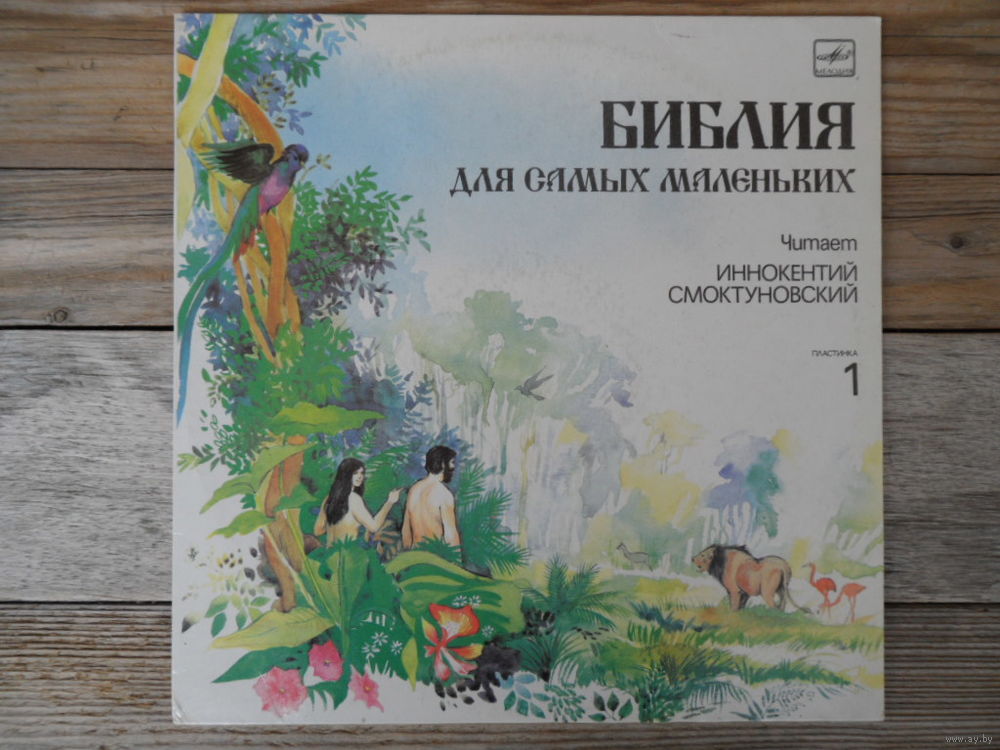 МЕЛОДИЯ
БИБЛИЯ
ДЛЯ САМЫХ МАЛЕНЬКИХ
Читает
ИННОКЕНТИЙ
СМОКТУНОВСКИЙ
ПЛАСТИНКА
1
www.ay.by